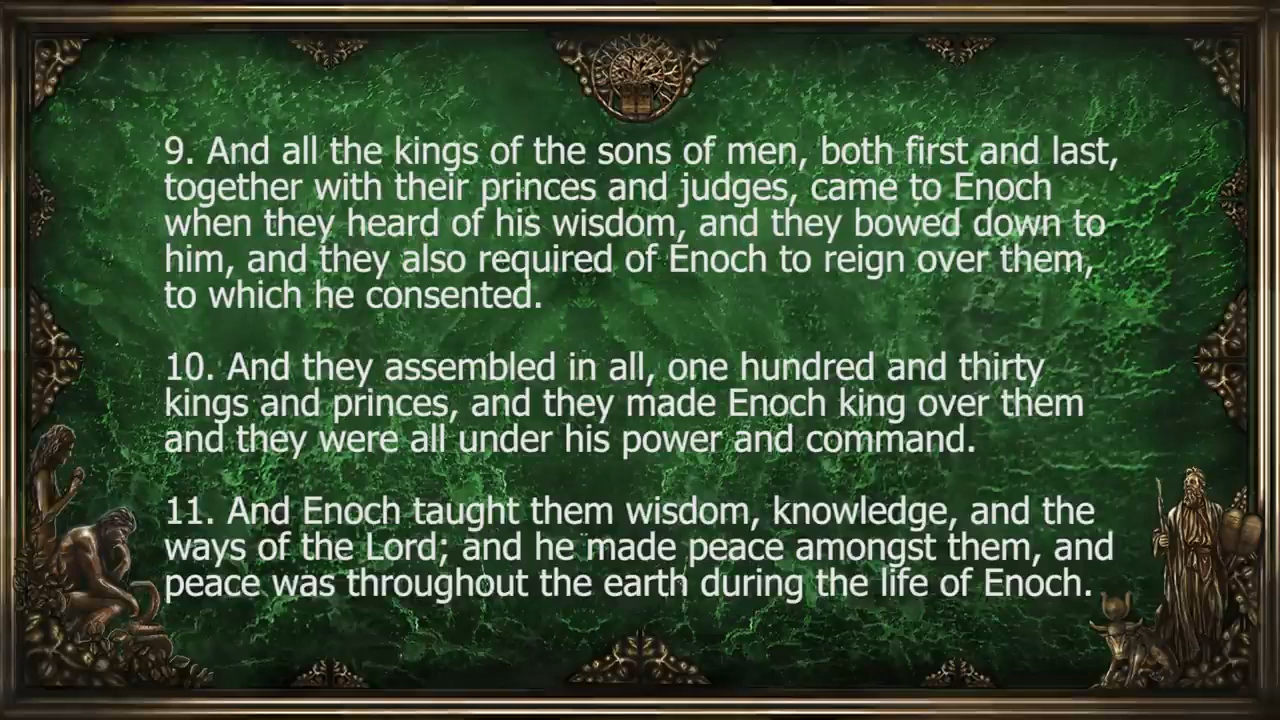 9. And all the kings of the sons of men, both first and last,
together with their princes and judges, came to Enoch
when they heard of his wisdom, and they bowed down to
him, and they also required of Enoch to reign over them,
to which he consented.
10. And they assembled in all, one hundred and thirty
kings and princes, and they made Enoch king over them
and they were all under his power and command.
11. And Enoch taught them wisdom, knowledge, and the
ways of the Lord; and he made peace amongst them, and
peace was throughout the earth during the life of Enoch.